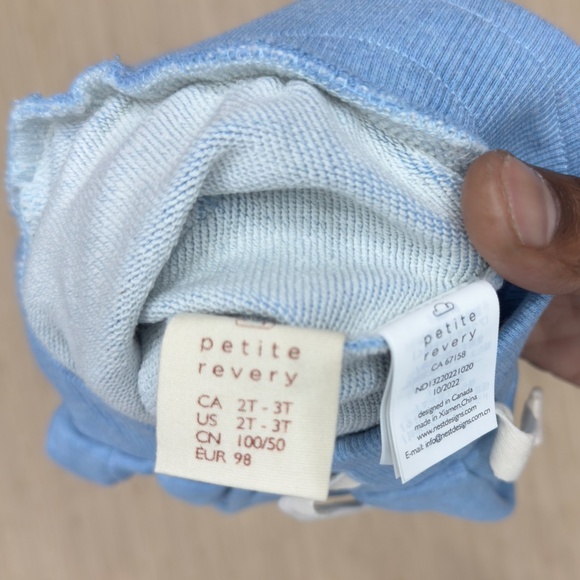 petite
revery
CA 2T - 3T
US 2T - 3T
CN 100/50
EUR 98
petite
revery
CA 67158
NO13220221020
10/2022
designed in Canada
made in Xiamen.China
www.nestdesigns.com
E-mail: info@nestdesigns.com.cn